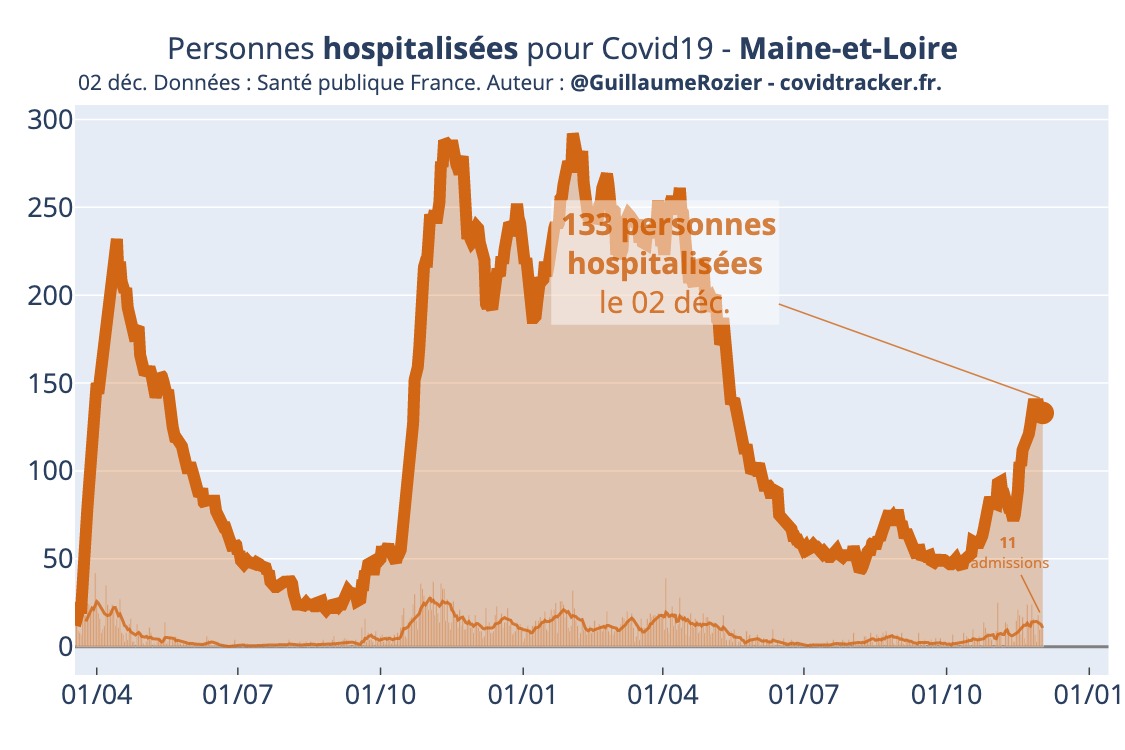 Personnes hospitalisées pour Covid19 - Maine-et-Loire
02 déc. Données : Santé publique France. Auteur : @GuillaumeRozier - covidtracker.fr.
300
250
133 personnes
hospitalisées
200
le 02 déc.
150
100
11
50
admissions
0
01/04 01/07 01/10 01/01 01/04 01/07 01/10 01/01